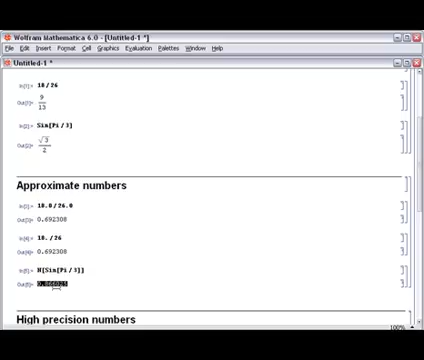 Wolfram Mathematica 6.0 - [Untitled-1 *]
File Edit Insert Format Cell Graphics Evaluation Palettes Window Help
Untitled-1 *
In[1]:= 18/26
Out[1]= 9/13
In[2]:= Sin[Pi/3]
Out[2]= √3/2
Approximate numbers
In[3]:= 18.0/26.0
Out[3]= 0.692308
In[4]:= 18./26
Out[4]= 0.692308
In[5]:= N[Sin[Pi/3]]
Out[5]= 0.866025
High precision numbers
100%